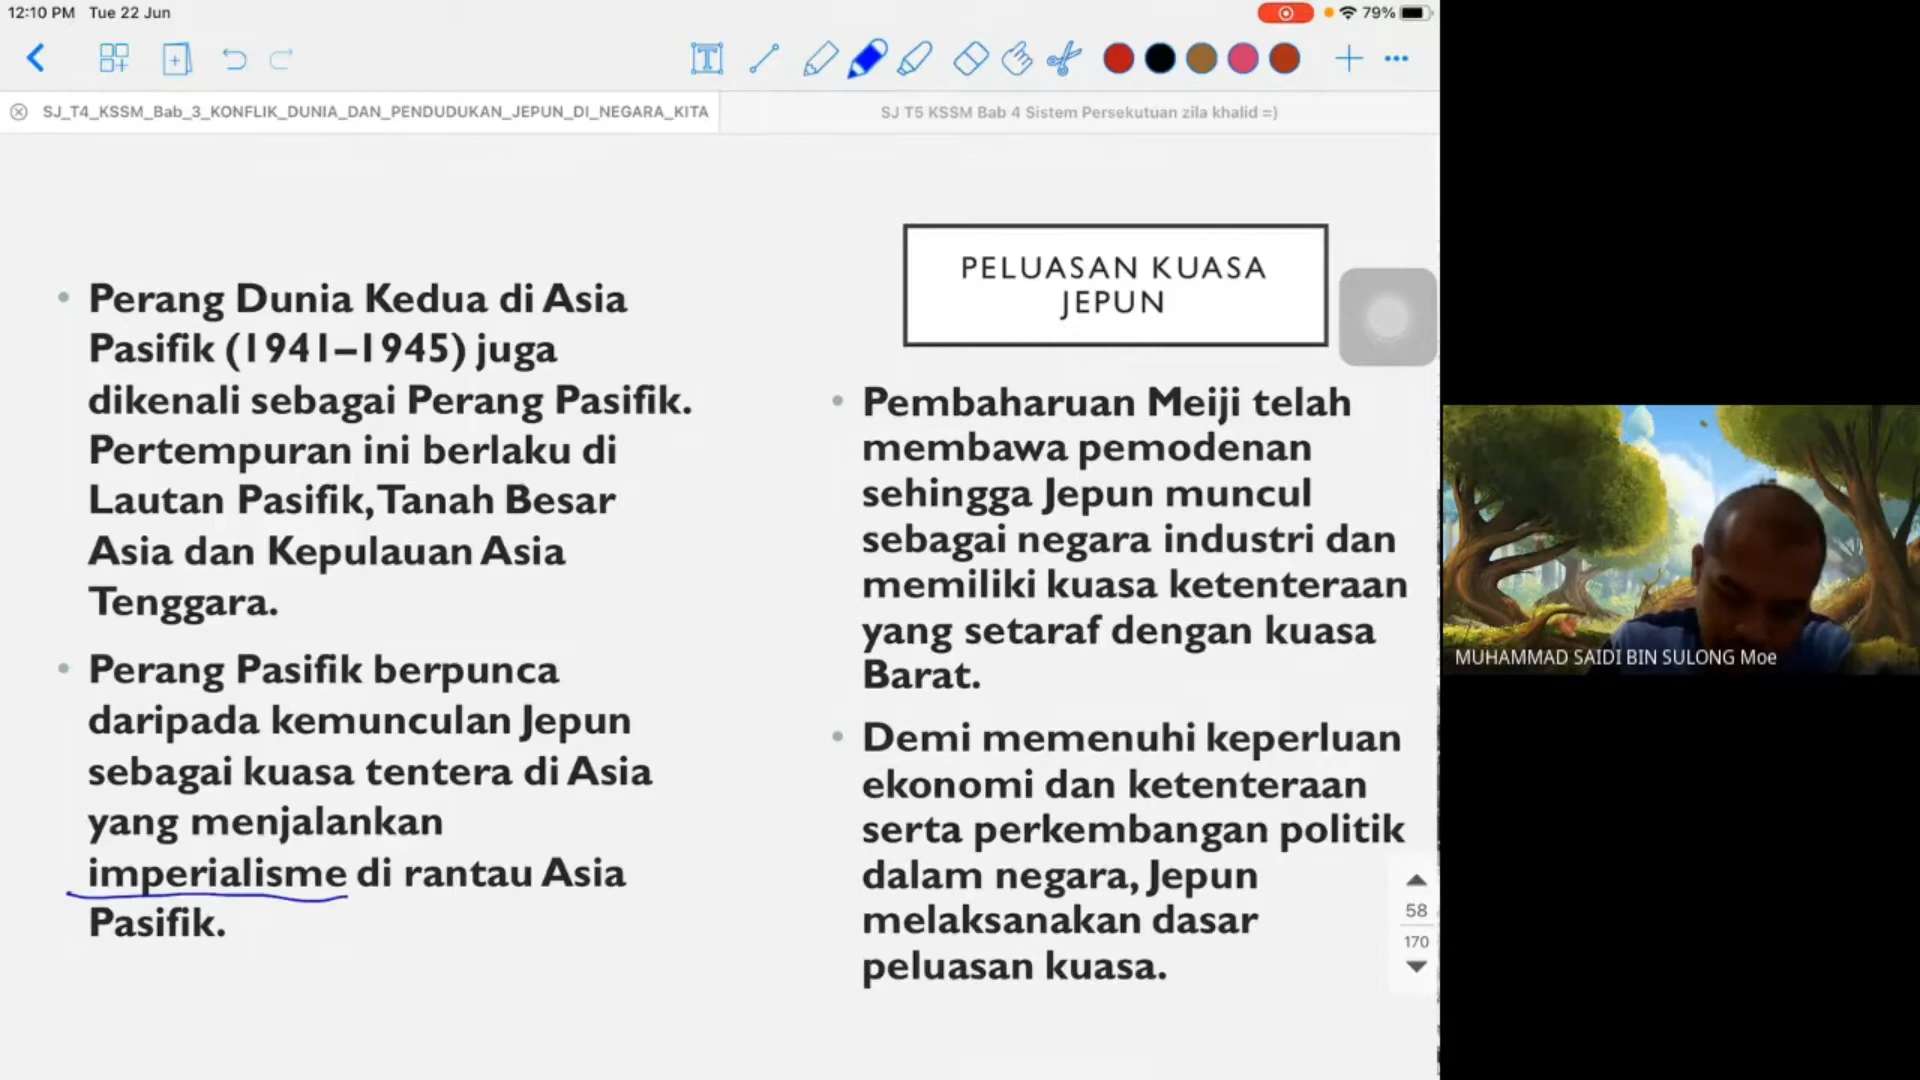 12:10 PM Tue 22 Jun
79%
SJ_T4_KSSM_Bab_3_KONFLIK_DUNIA_DAN_PENDUDUKAN_JEPUN_DI_NEGARA_KITA
SJ T5 KSSM Bab 4 Sistem Persekutuan zila khalid =)
• Perang Dunia Kedua di Asia
Pasifik (1941–1945) juga
dikenali sebagai Perang Pasifik.
Pertempuran ini berlaku di
Lautan Pasifik, Tanah Besar
Asia dan Kepulauan Asia
Tenggara.
• Perang Pasifik berpunca
daripada kemunculan Jepun
sebagai kuasa tentera di Asia
yang menjalankan
imperialisme di rantau Asia
Pasifik.
PELUASAN KUASA
JEPUN
• Pembaharuan Meiji telah
membawa pemodenan
sehingga Jepun muncul
sebagai negara industri dan
memiliki kuasa ketenteraan
yang setaraf dengan kuasa
Barat.
• Demi memenuhi keperluan
ekonomi dan ketenteraan
serta perkembangan politik
dalam negara, Jepun
melaksanakan dasar
peluasan kuasa.
58
170
MUHAMMAD SAIDI BIN SULONG Moe